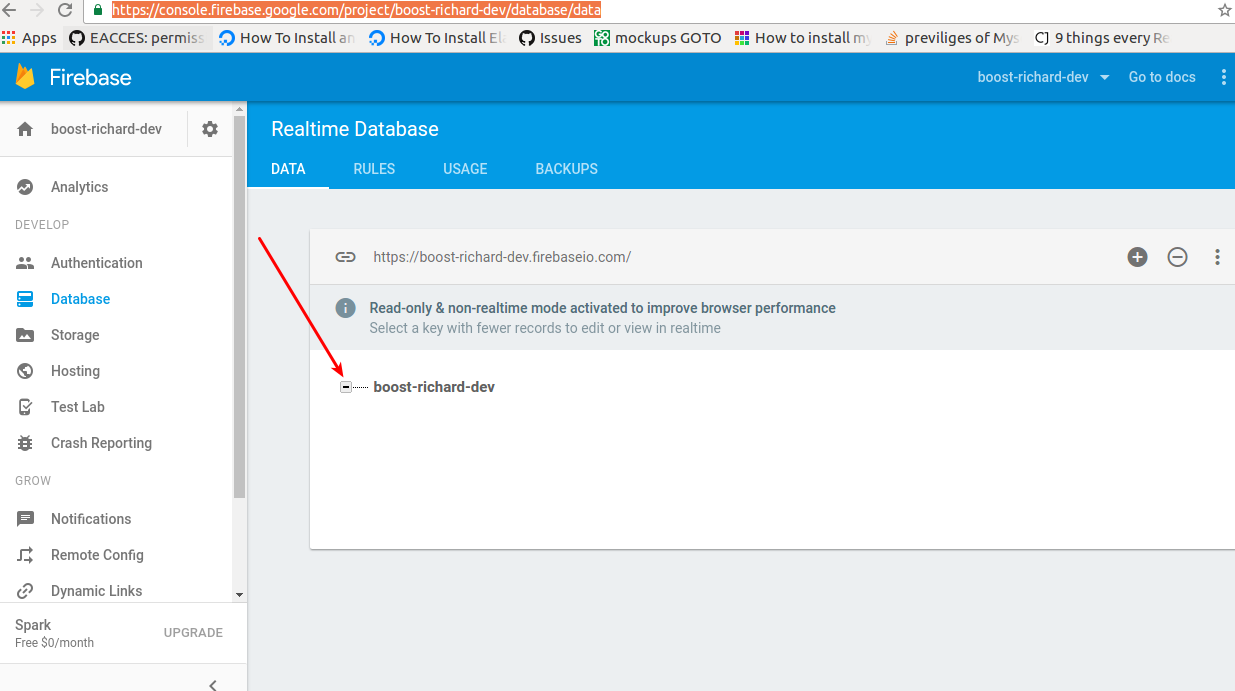 https://console.firebase.google.com/project/boost-richard-dev/database/data
Apps EACCES: permiss How To Install an How To Install Ela Issues mockups GOTO How to install my previliges of Mys 9 things every Re
Firebase boost-richard-dev Go to docs
boost-richard-dev
Realtime Database
DATA RULES USAGE BACKUPS
Analytics
DEVELOP
Authentication
Database
Storage
Hosting
Test Lab
Crash Reporting
GROW
Notifications
Remote Config
Dynamic Links
Spark
Free $0/month
UPGRADE
https://boost-richard-dev.firebaseio.com/
Read-only & non-realtime mode activated to improve browser performance
Select a key with fewer records to edit or view in realtime
boost-richard-dev